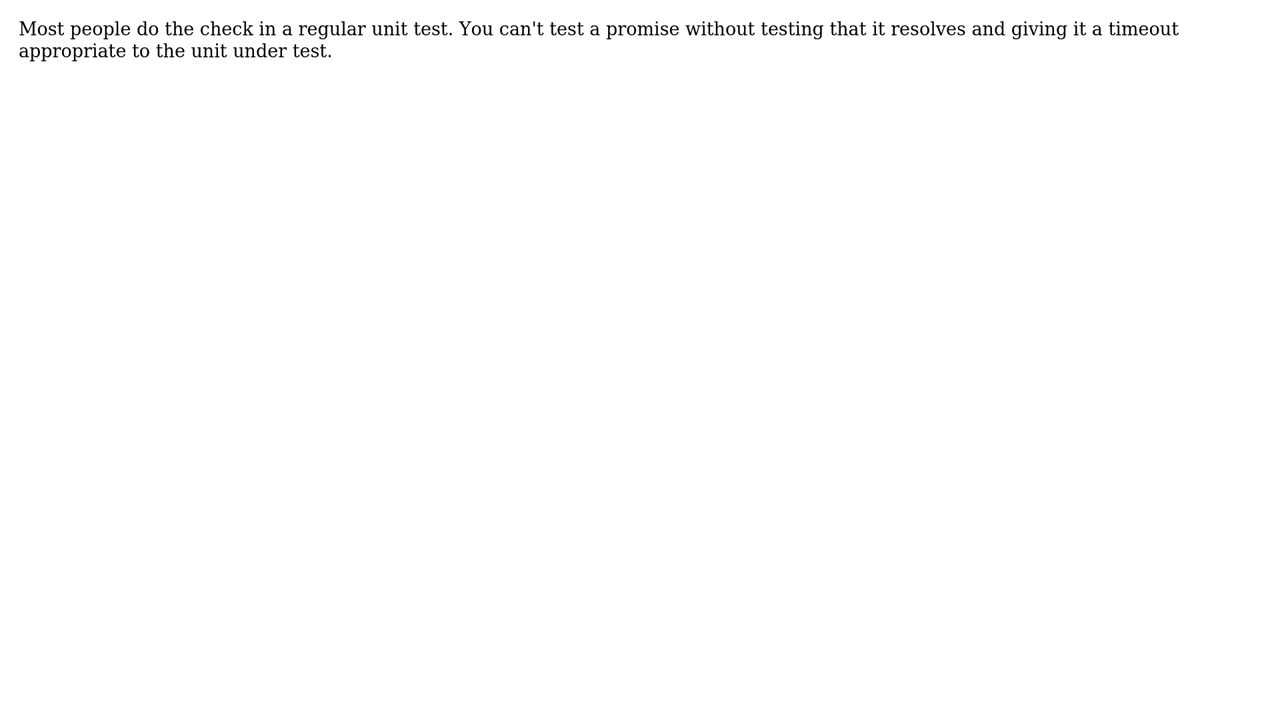 Most people do the check in a regular unit test. You can't test a promise without testing that it resolves and giving it a timeout
appropriate to the unit under test.